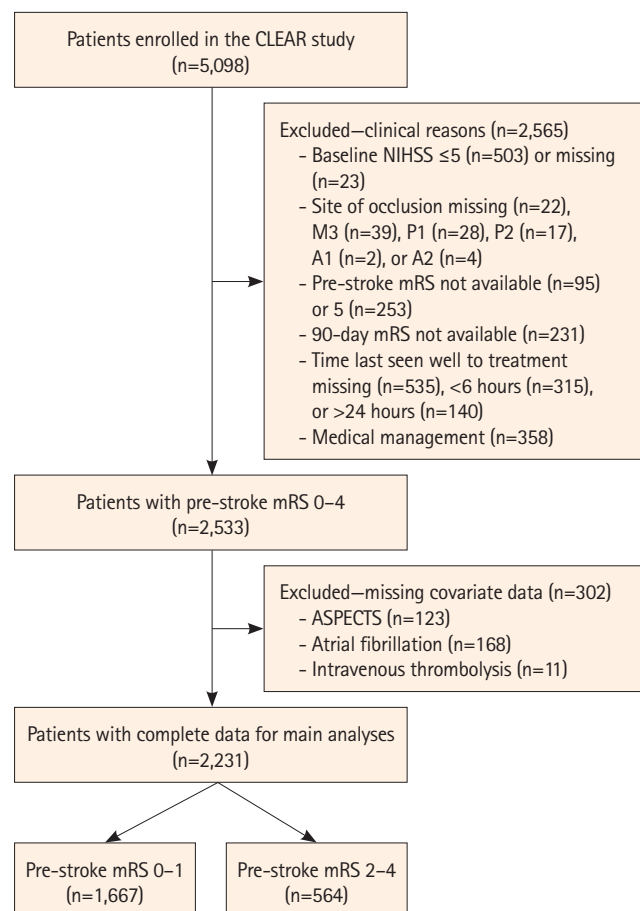 Patients enrolled in the CLEAR study
(n=5,098)
Excluded—clinical reasons (n=2,565)
- Baseline NIHSS ≤5 (n=503) or missing
(n=23)
- Site of occlusion missing (n=22),
M3 (n=39), P1 (n=28), P2 (n=17),
A1 (n=2), or A2 (n=4)
- Pre-stroke mRS not available (n=95)
or 5 (n=253)
- 90-day mRS not available (n=231)
- Time last seen well to treatment
missing (n=535), <6 hours (n=315),
or >24 hours (n=140)
- Medical management (n=358)
Patients with pre-stroke mRS 0–4
(n=2,533)
Excluded—missing covariate data (n=302)
- ASPECTS (n=123)
- Atrial fibrillation (n=168)
- Intravenous thrombolysis (n=11)
Patients with complete data for main analyses
(n=2,231)
Pre-stroke mRS 0–1
(n=1,667)
Pre-stroke mRS 2–4
(n=564)